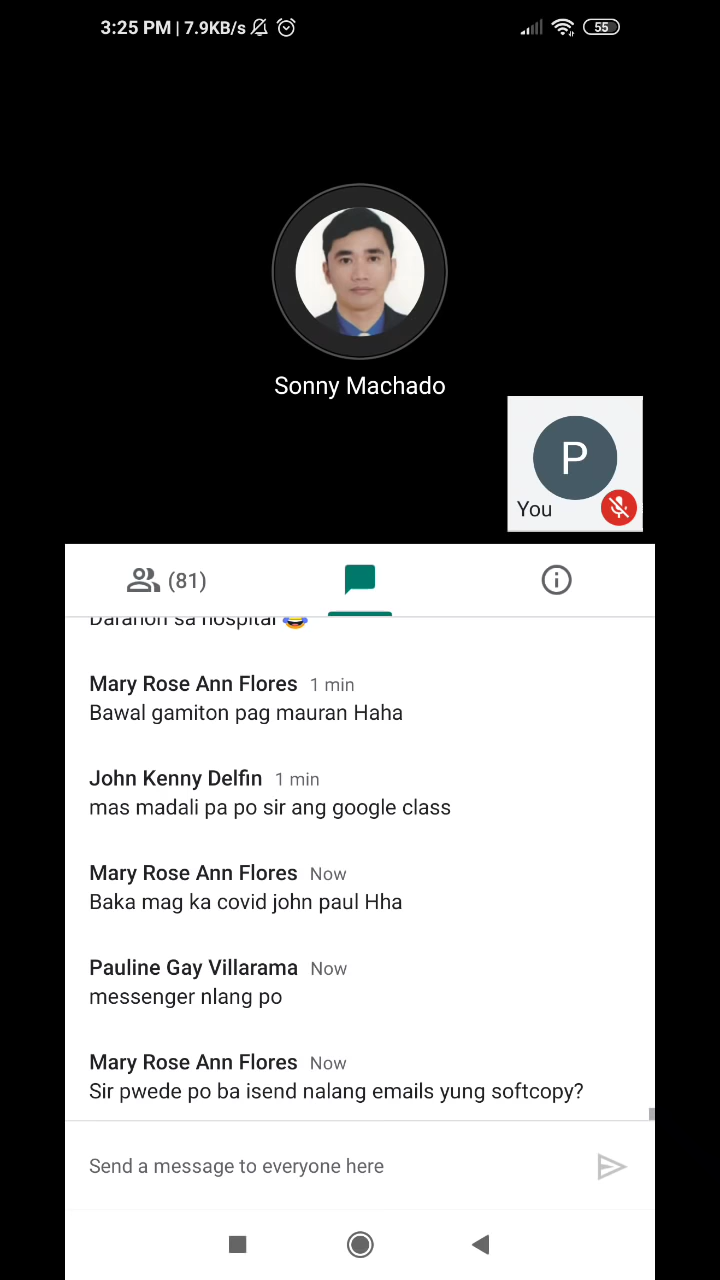 3:25 PM | 7.9KB/s
55
Sonny Machado
P
You
(81)
sa hospital 😂
Mary Rose Ann Flores 1 min
Bawal gamiton pag mauran Haha
John Kenny Delfin 1 min
mas madali pa po sir ang google class
Mary Rose Ann Flores Now
Baka mag ka covid john paul Hha
Pauline Gay Villarama Now
messenger nlang po
Mary Rose Ann Flores Now
Sir pwede po ba isend nalang emails yung softcopy?
Send a message to everyone here